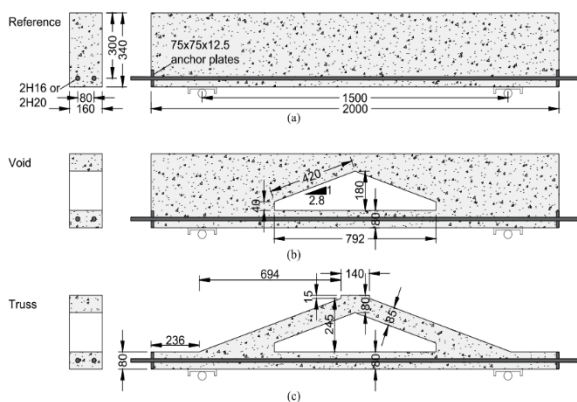 Reference
300
340
75x75x12.5
anchor plates
2H16 or
2H20
80
160
1500
2000
(a)
Void
420
1
2.8
180
40
80
792
(b)
694
140
Truss
15
80
245
85
236
80
80
(c)